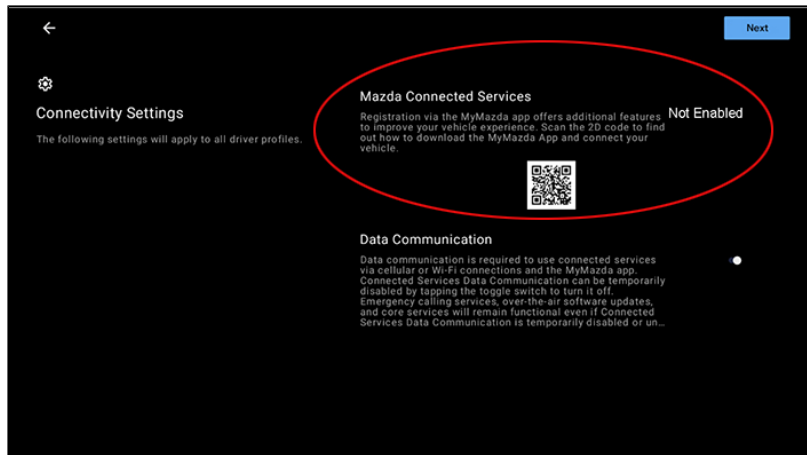 Next
Connectivity Settings
The following settings will apply to all driver profiles.
Mazda Connected Services
Registration via the MyMazda app offers additional features
to improve your vehicle experience. Scan the 2D code to find
out how to download the MyMazda App and connect your
vehicle.
Not Enabled
Data Communication
Data communication is required to use connected services
via cellular or Wi-Fi connections and the MyMazda app.
Connected Services Data Communication can be temporarily
disabled by tapping the toggle switch to turn it off.
Emergency calling services, over-the-air software updates,
and core services will remain functional even if Connected
Services Data Communication is temporarily disabled or un...